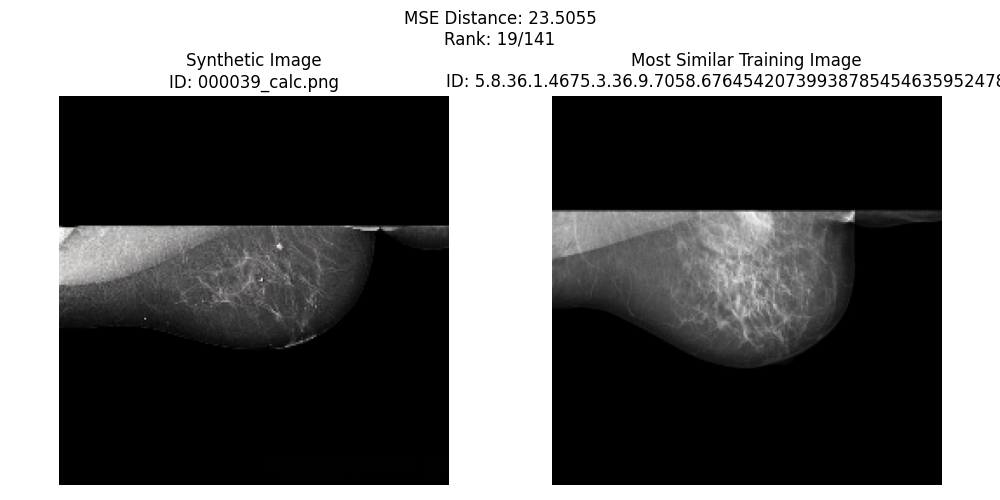 MSE Distance: 23.5055
Rank: 19/141
Synthetic Image
ID: 000039_calc.png
Most Similar Training Image
ID: 5.8.36.1.4675.3.36.9.7058.67645420739938785454635952478